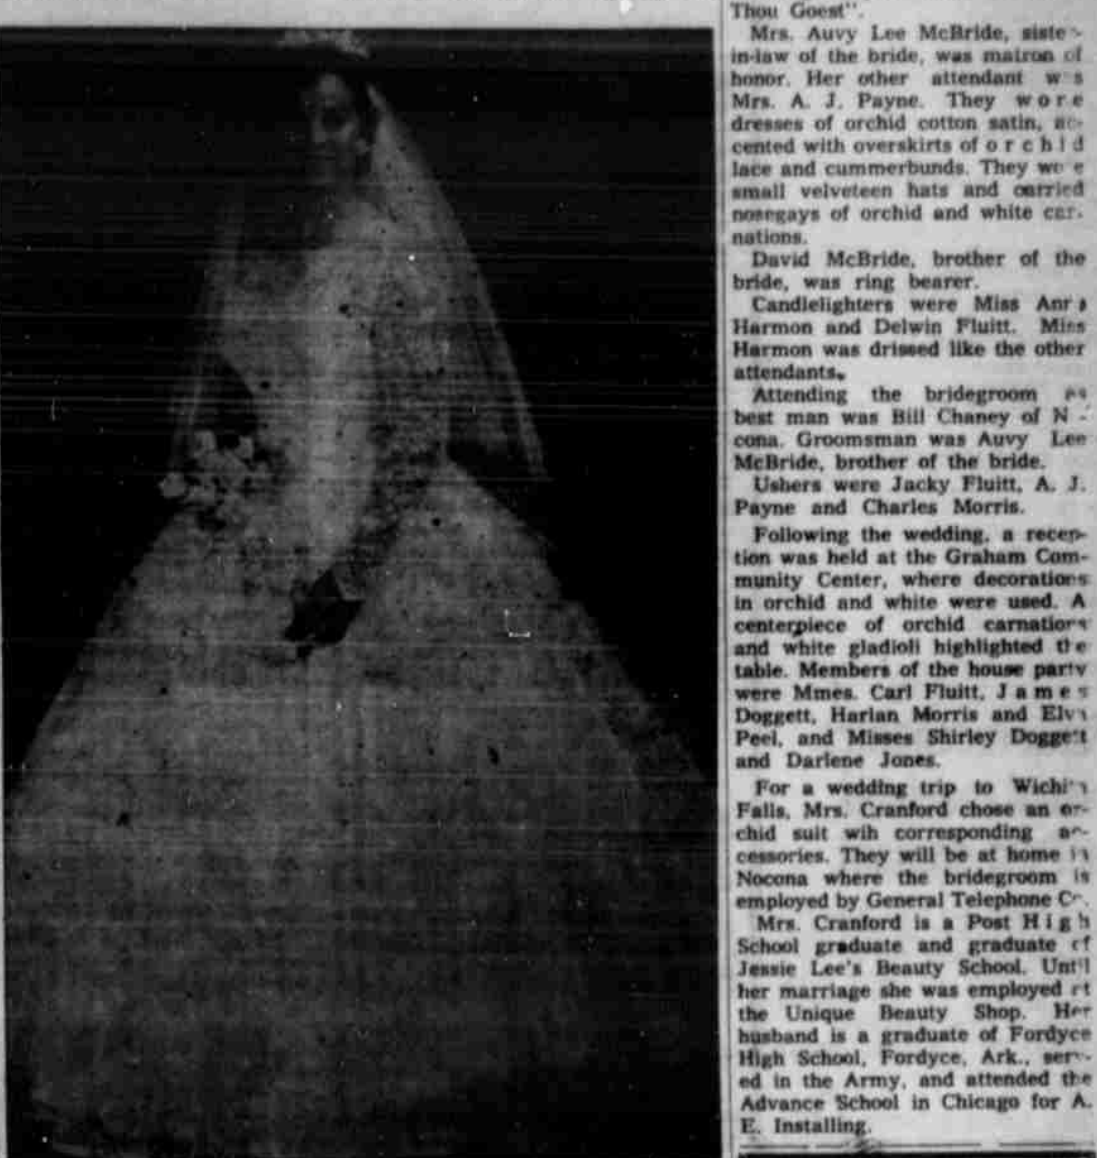 Thou Goest".
Mrs. Auvy Lee McBride, siste-
in-law of the bride, was matron of
honor. Her other attendant w s
Mrs. A. J. Payne. They wore
dresses of orchid cotton satin, ac-
cented with overskirts of orchid
lace and cummerbunds. They wo e
small velveteen hats and carried
nosegays of orchid and white car-
nations.
David McBride, brother of the
bride, was ring bearer.
Candlelighters were Miss
Harmon and Delwin Fluitt. Miss
Harmon was drissed like the other
attendants.
Attending the bridegroom as
best man was Bill Chaney of N -
cona. Groomsman was Auvy Lee
McBride, brother of the bride.
Ushers were Jacky Fluitt, A. J.
Payne and Charles Morris.
Following the wedding, a recep-
tion was held at the Graham Com-
munity Center, where decorations
in orchid and white were used. A
centerpiece of orchid carnations
and white gladioli highlighted the
table. Members of the house party
were Mmes. Carl Fluitt, James
Doggett, Harlan Morris and
Peel, and Misses Shirley Doggett
and Darlene Jones.
For a wedding trip to Wichita
Falls, Mrs. Cranford chose an or-
chid suit wih corresponding ac-
cessories. They will be at home in
Nocona where the bridegroom is
employed by General Telephone Co.
Mrs. Cranford is a Post High
School graduate and graduate of
Jessie Lee's Beauty School. Until
her marriage she was employed at
the Unique Beauty Shop. Her
husband is a graduate of Fordyce
High School, Fordyce, Ark., serv-
ed in the Army, and attended the
Advance School in Chicago for A.
E. Installing.